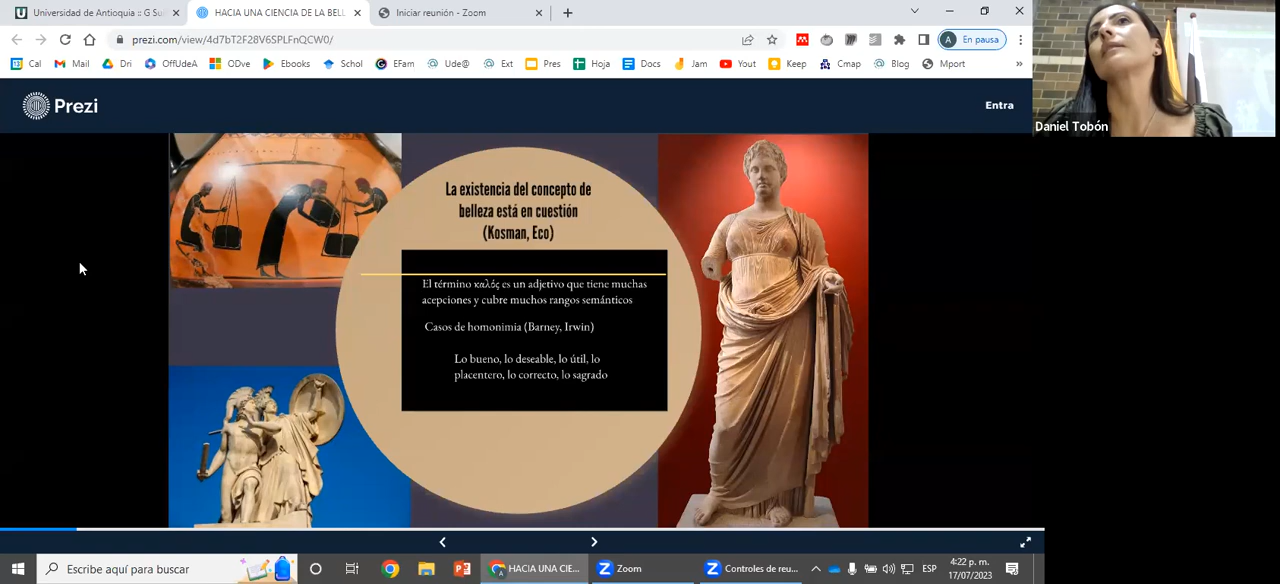 Universidad de Antioquia :: G Sui
HACIA UNA CIENCIA DE LA BELL
Iniciar reunión - Zoom
prezi.com/view/4d7bT2F28V6SPLFnQCW0/
A En pausa
Cal Mail Dri OffUdeA ODve Ebooks Schol EFam Ude@ Ext Pres Hoja Docs Jam Yout Keep Cmap Blog Mport »
Prezi
Entra
Daniel Tobón
La existencia del concepto de
belleza está en cuestión
(Kosman, Eco)
El término καλός es un adjetivo que tiene muchas
acepciones y cubre muchos rangos semánticos
Casos de homonimia (Barney, Irwin)
Lo bueno, lo deseable, lo útil, lo
placentero, lo correcto, lo sagrado
Escribe aquí para buscar
HACIA UNA CIE...
Zoom
Controles de reu...
ESP
4:22 p. m.
17/07/2023